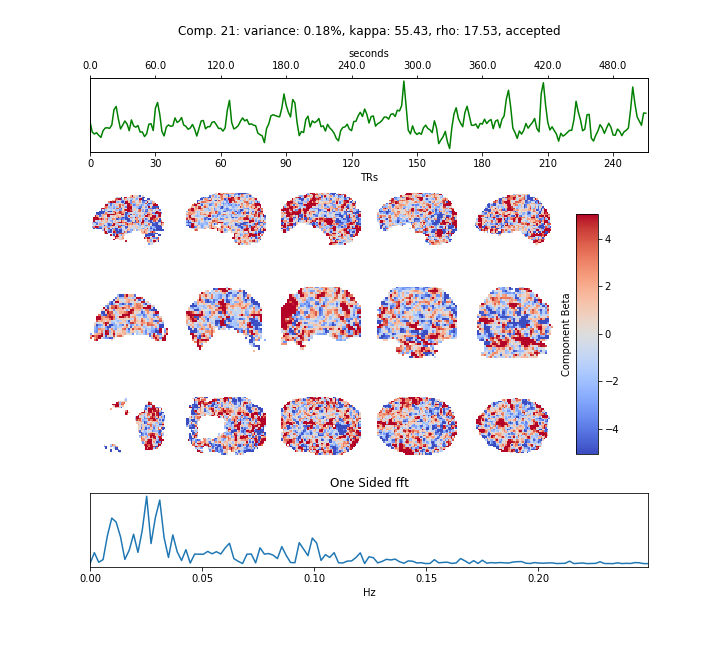 Comp. 21: variance: 0.18%, kappa: 55.43, rho: 17.53, accepted
seconds
0.0 60.0 120.0 180.0 240.0 300.0 360.0 420.0 480.0
0 30 60 90 120 150 180 210 240
TRs
4
2
0
−2
−4
Component Beta
One Sided fft
0.00 0.05 0.10 0.15 0.20
Hz